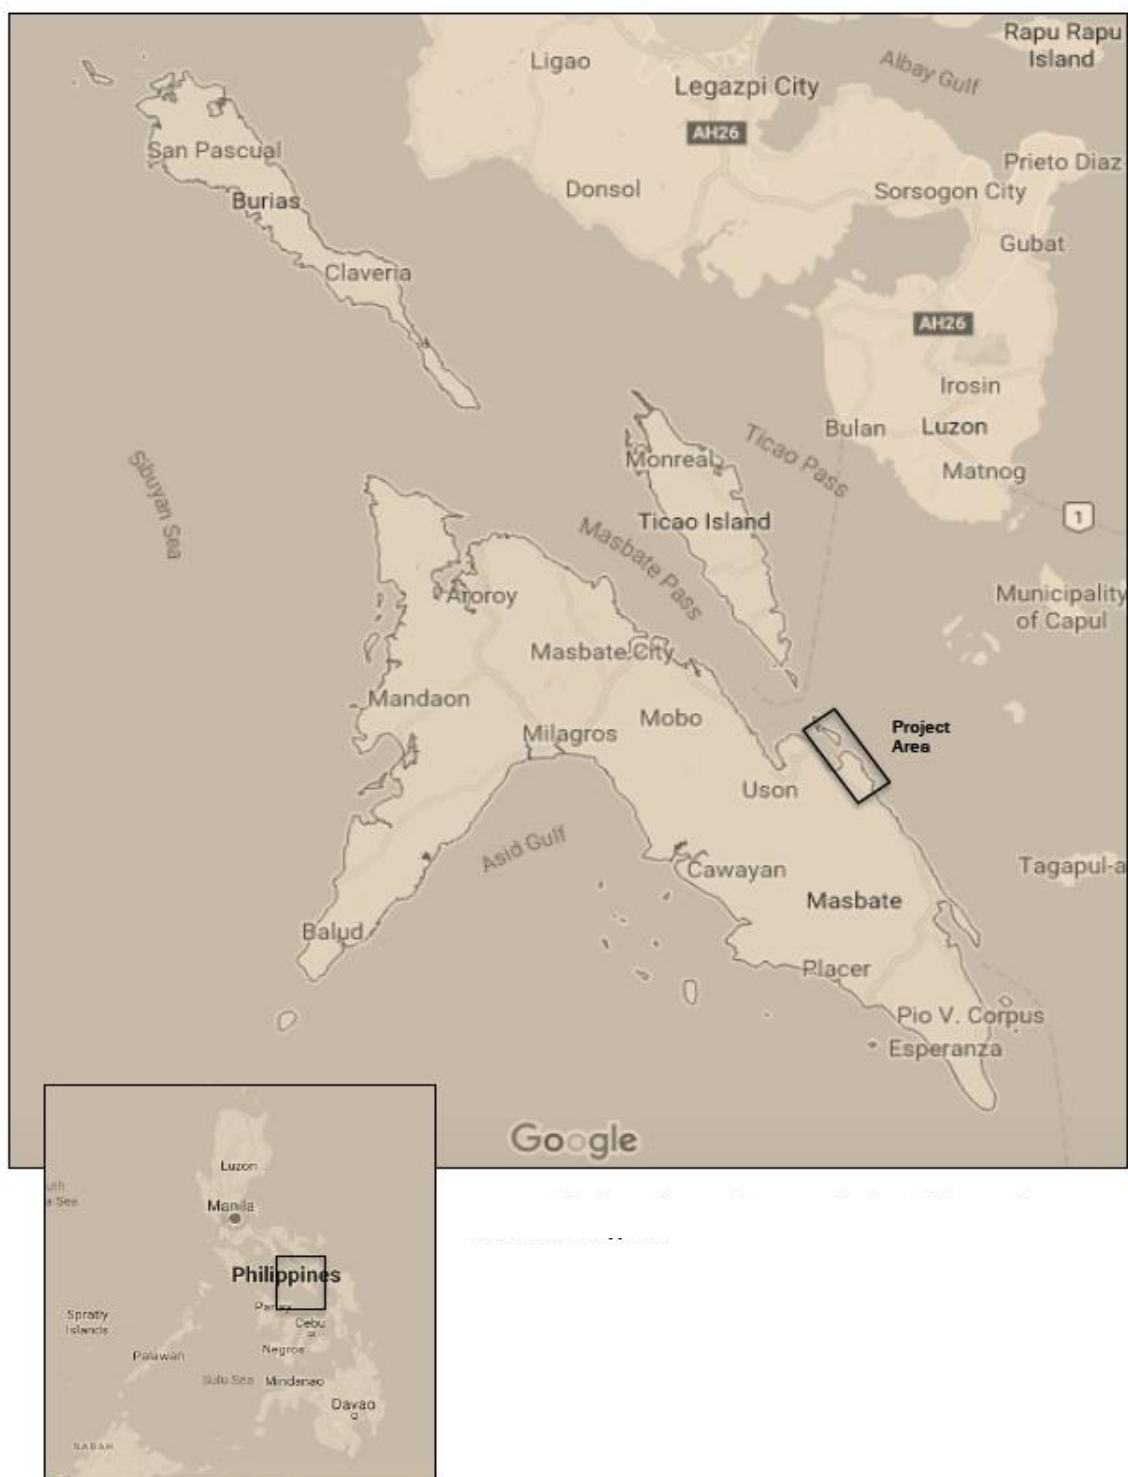 Rapu Rapu
Island
Ligao
Albay Gulf
Legazpi City
AH26
San Pascual
Prieto Diaz
Donsol
Sorsogon City
Burias
Gubat
Claveria
AH26
Irosin
Bulan
Luzon
Ticao Pass
Monreal
Matnog
Sibuyan Sea
Ticao Island
1
Masbate Pass
Aroroy
Municipality
of Capul
Masbate City
Mandaon
Mobo
Milagros
Project
Area
Uson
Asid Gulf
Cawayan
Tagapul-a
Masbate
Balud
Placer
Pio V. Corpus
Esperanza
Google
Luzon
uth
a Sea
Manila
Philippines
Panay
Spratly
Islands
Cebu
Negros
Palawan
Sulu Sea
Mindanao
Davao
SABAH